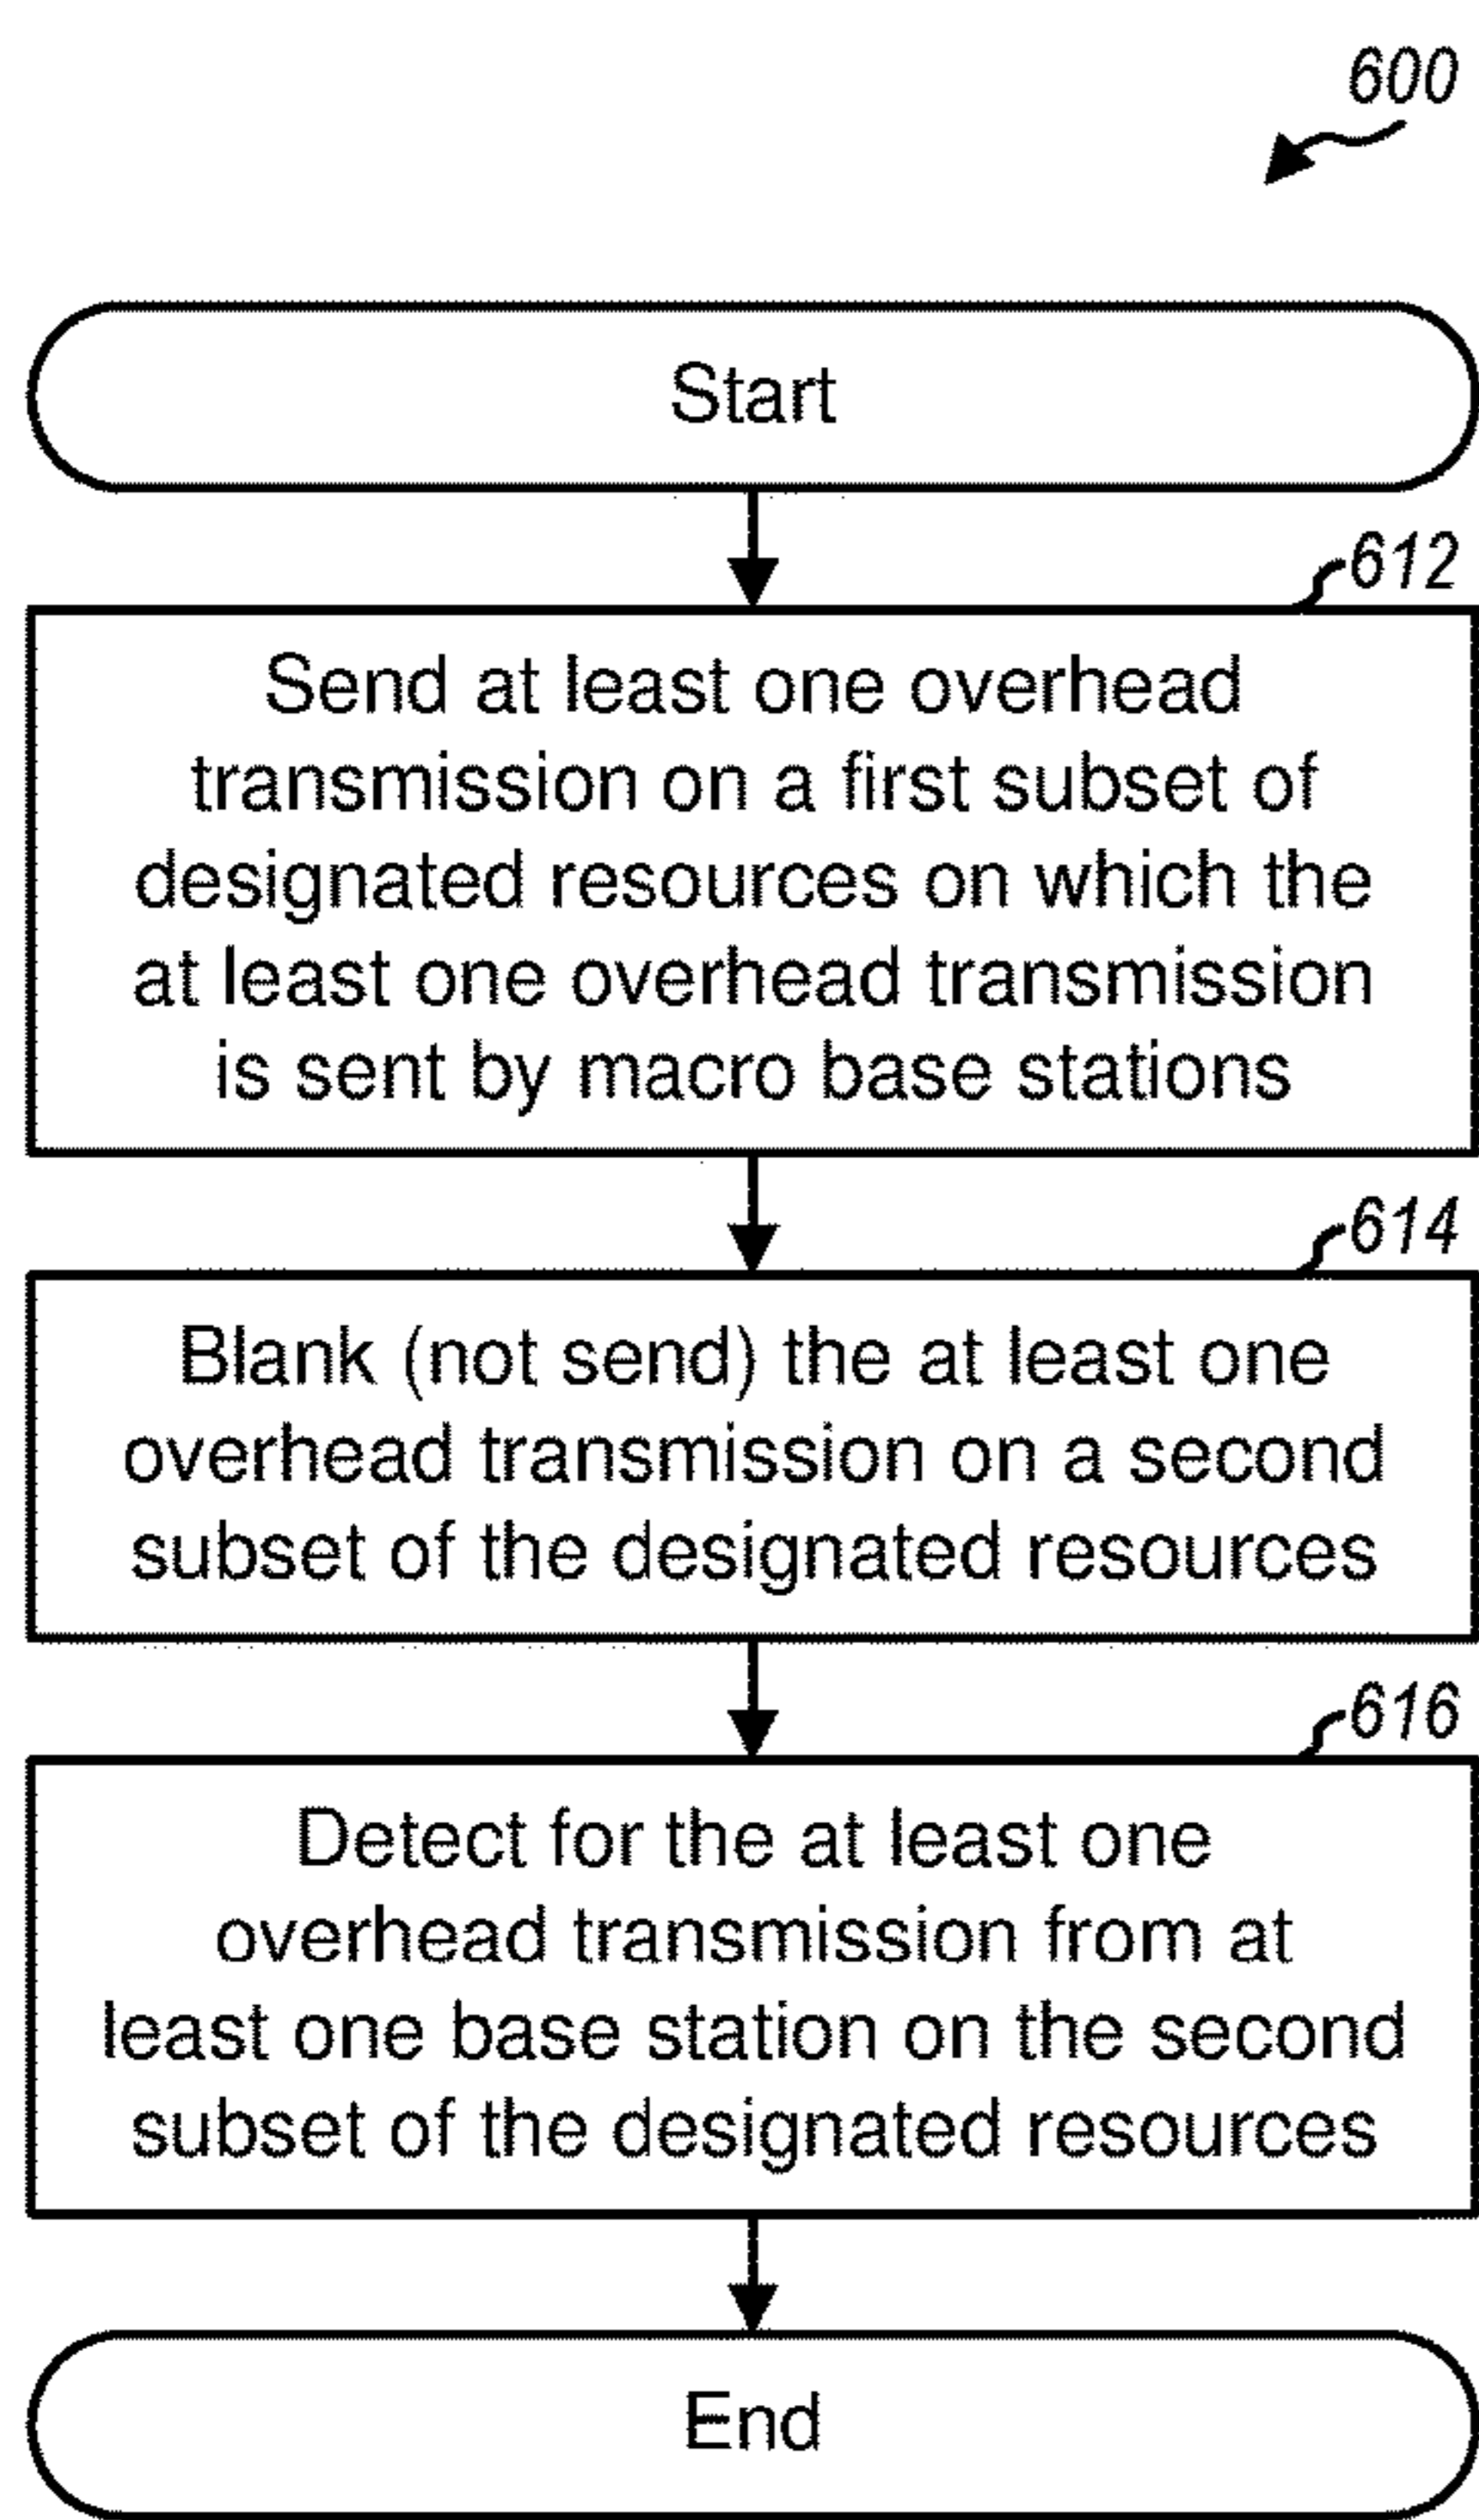 600
Start
612
Send at least one overhead
transmission on a first subset of
designated resources on which the
at least one overhead transmission
is sent by macro base stations
614
Blank (not send) the at least one
overhead transmission on a second
subset of the designated resources
616
Detect for the at least one
overhead transmission from at
least one base station on the second
subset of the designated resources
End